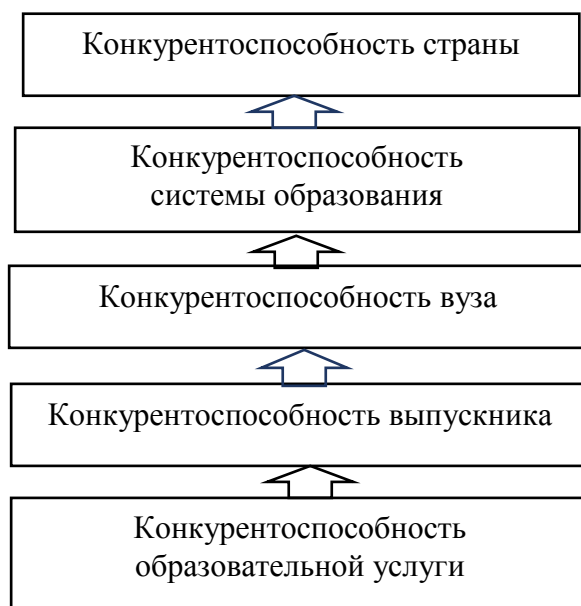 Конкурентоспособность страны
Конкурентоспособность
системы образования
Конкурентоспособность вуза
Конкурентоспособность выпускника
Конкурентоспособность
образовательной услуги